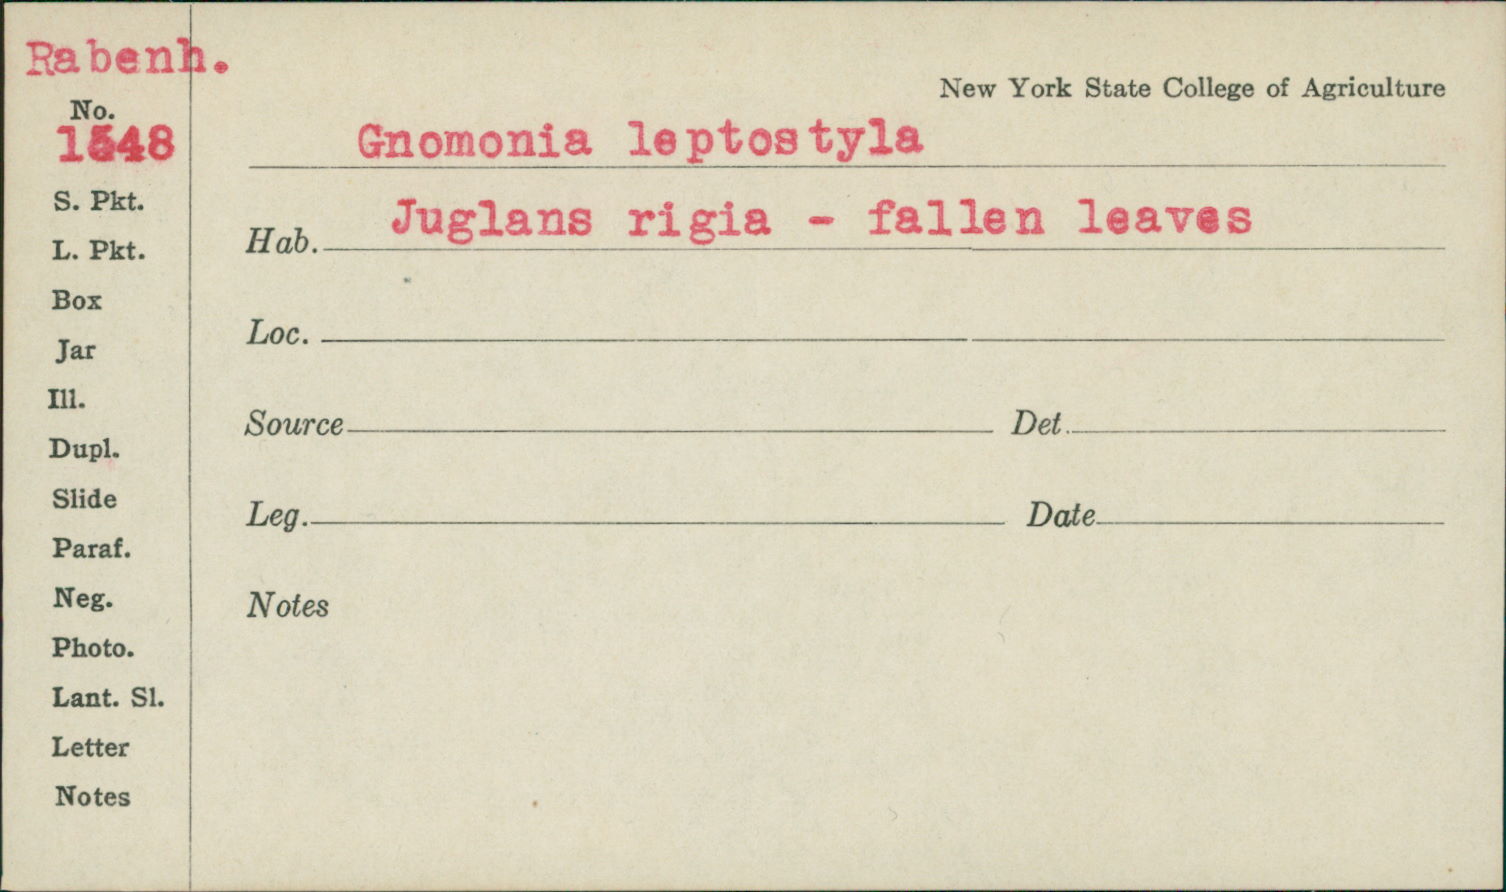 Rabenh.
New York State College of Agriculture
No.
Gnomonia leptostyla
S. Pkt.
Hab. Juglans rigia - fallen leaves
L. Pkt.
Box
Loc.
Jar
Ill.
Source Det.
Dupl.
Slide
Leg. Date
Paraf.
Neg.
Notes
Photo.
Lant. Sl.
Letter
Notes